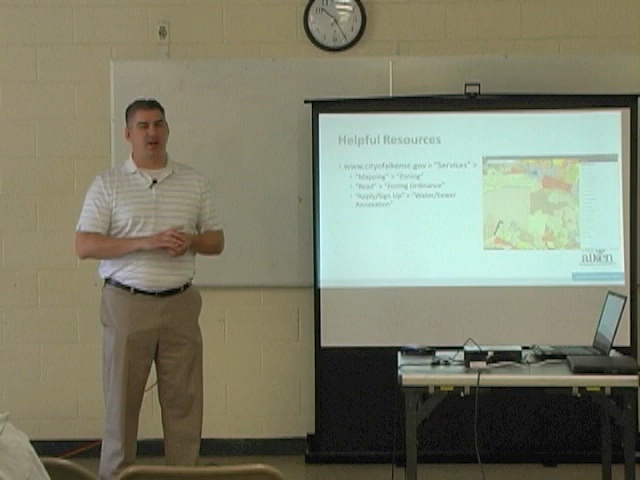 Helpful Resources
www.cityofaikensc.gov > "Services" >
"Mapping" > "Zoning"
"Read" > "Zoning Ordinance"
"Apply/Sign Up" > "Water/Sewer
Annexation"
aiken